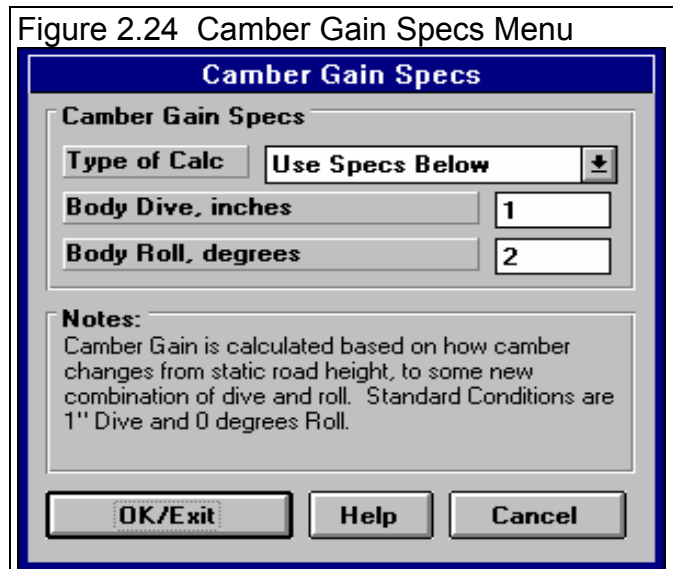 Figure 2.24  Camber Gain Specs Menu
Camber Gain Specs
Camber Gain Specs
Type of Calc
Use Specs Below
Body Dive, inches
1
Body Roll, degrees
2
Notes:
Camber Gain is calculated based on how camber
changes from static road height, to some new
combination of dive and roll.  Standard Conditions are
1" Dive and 0 degrees Roll.
OK/Exit
Help
Cancel